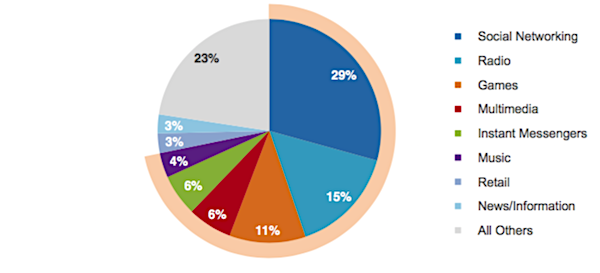 29%
15%
11%
6%
6%
4%
3%
3%
23%
Social Networking
Radio
Games
Multimedia
Instant Messengers
Music
Retail
News/Information
All Others